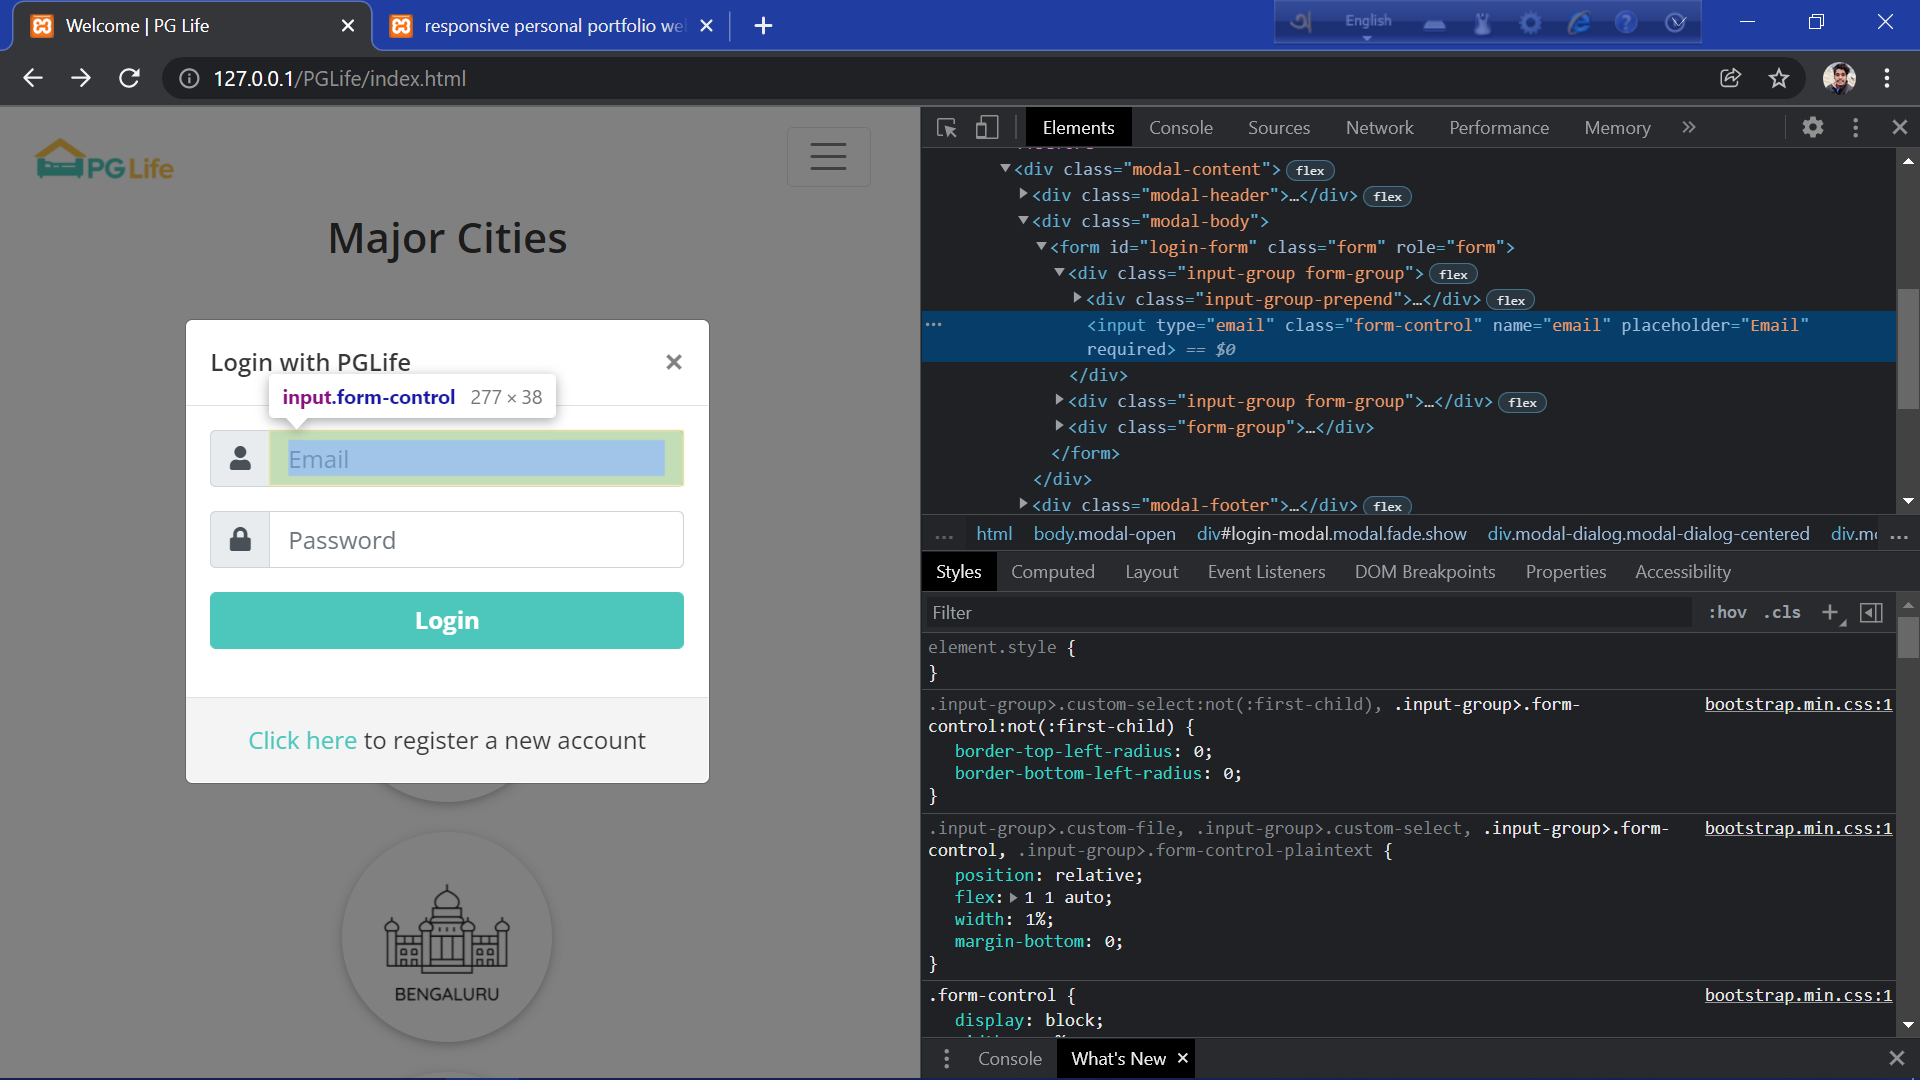 Welcome | PG Life
responsive personal portfolio we
অ English
127.0.0.1/PGLife/index.html
PG Life
Major Cities
Login with PGLife ×
input.form-control 277 × 38
Email
Password
Login
Click here to register a new account
BENGALURU
Elements Console Sources Network Performance Memory »
<div class="modal-content"> flex
<div class="modal-header">…</div> flex
<div class="modal-body">
<form id="login-form" class="form" role="form">
<div class="input-group form-group"> flex
<div class="input-group-prepend">…</div> flex
<input type="email" class="form-control" name="email" placeholder="Email"
required> == $0
</div>
<div class="input-group form-group">…</div> flex
<div class="form-group">…</div>
</form>
</div>
<div class="modal-footer">…</div> flex
… html body.modal-open div#login-modal.modal.fade.show div.modal-dialog.modal-dialog-centered div.mo …
Styles Computed Layout Event Listeners DOM Breakpoints Properties Accessibility
Filter :hov .cls +
element.style {
}
.input-group>.custom-select:not(:first-child), .input-group>.form- bootstrap.min.css:1
control:not(:first-child) {
border-top-left-radius: 0;
border-bottom-left-radius: 0;
}
.input-group>.custom-file, .input-group>.custom-select, .input-group>.form- bootstrap.min.css:1
control, .input-group>.form-control-plaintext {
position: relative;
flex: 1 1 auto;
width: 1%;
margin-bottom: 0;
}
.form-control { bootstrap.min.css:1
display: block;
Console What's New ×